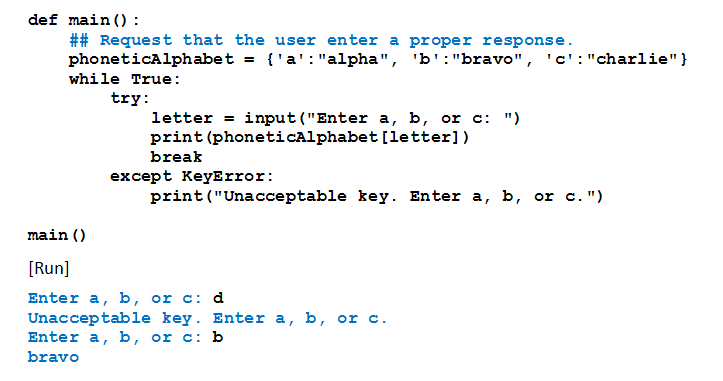 def main():
    ## Request that the user enter a proper response.
    phoneticAlphabet = {'a':"alpha", 'b':"bravo", 'c':"charlie"}
    while True:
        try:
            letter = input("Enter a, b, or c: ")
            print(phoneticAlphabet[letter])
            break
        except KeyError:
            print("Unacceptable key. Enter a, b, or c.")
main()
[Run]
Enter a, b, or c: d
Unacceptable key. Enter a, b, or c.
Enter a, b, or c: b
bravo